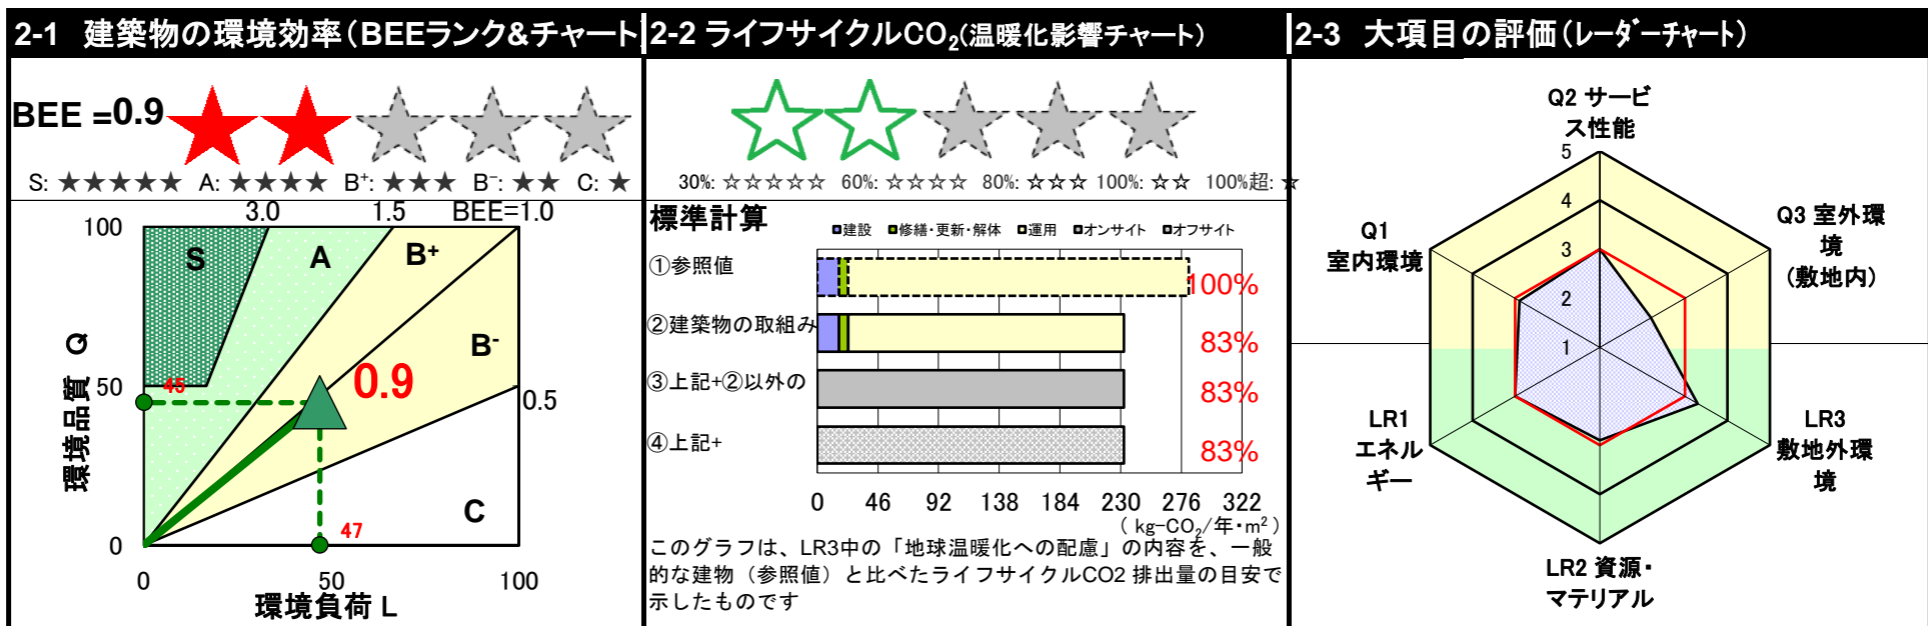 2-1 建築物の環境効率(BEEランク&チャート
BEE =0.9
S: ★★★★★ A: ★★★★ B+: ★★★ B-: ★★ C: ★
3.0 1.5 BEE=1.0
100
S A B+
B-
50
45
0.9
0.5
C
47
0
0 50 100
環境品質 Q
環境負荷 L
2-2 ライフサイクルCO2(温暖化影響チャート)
30%: ☆☆☆☆☆ 60%: ☆☆☆☆ 80%: ☆☆☆ 100%: ☆☆ 100%超: ☆
標準計算
建設 修繕・更新・解体 運用 オンサイト オフサイト
①参照値
100%
②建築物の取組み
83%
③上記+②以外の
83%
④上記+
83%
0 46 92 138 184 230 276 322
( kg-CO2/年・m2 )
このグラフは、LR3中の「地球温暖化への配慮」の内容を、一般
的な建物(参照値)と比べたライフサイクルCO2 排出量の目安で
示したものです
2-3 大項目の評価(レーダーチャート)
Q2 サービ
ス性能
5
4
3
2
1
Q1
室内環境
Q3 室外環
境
(敷地内)
LR1
エネル
ギー
LR3
敷地外環
境
LR2 資源・
マテリアル